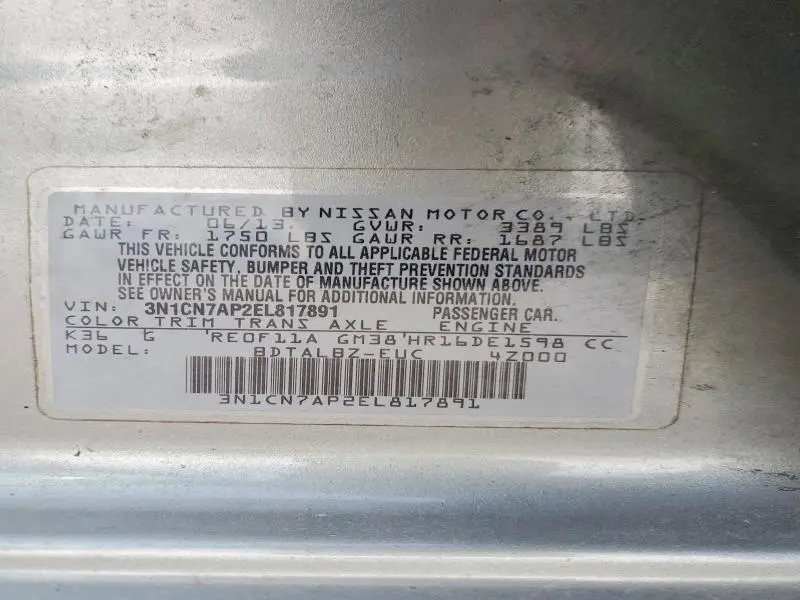 MANUFACTURED BY NISSAN MOTOR CO., LTD.
DATE: 06/13. GVWR: 3389 LBS
GAWR FR: 1750 LBS GAWR RR: 1687 LBS
THIS VEHICLE CONFORMS TO ALL APPLICABLE FEDERAL MOTOR
VEHICLE SAFETY, BUMPER AND THEFT PREVENTION STANDARDS
IN EFFECT ON THE DATE OF MANUFACTURE SHOWN ABOVE.
SEE OWNER'S MANUAL FOR ADDITIONAL INFORMATION.
VIN: 3N1CN7AP2EL817891 PASSENGER CAR.
COLOR TRIM TRANS AXLE ENGINE
K36 G 'RE0F11A GM38'HR16DE1598 CC
MODEL: BDTALBZ-EUC 4Z000
3N1CN7AP2EL817891